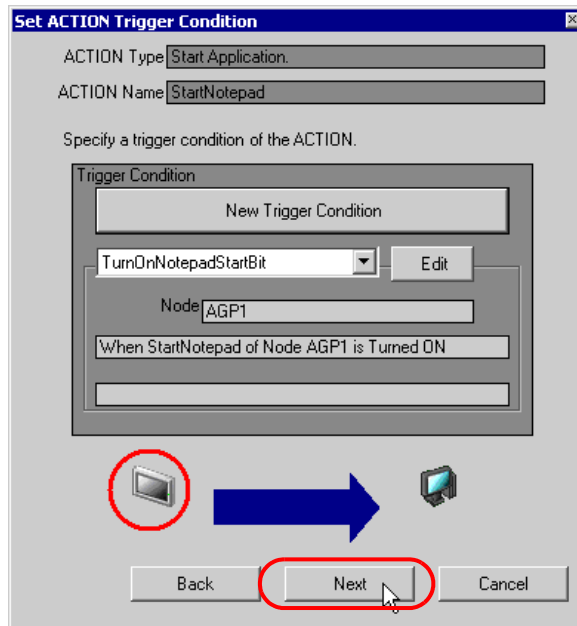 Set ACTION Trigger Condition
ACTION Type Start Application.
ACTION Name StartNotepad
Specify a trigger condition of the ACTION.
Trigger Condition
New Trigger Condition
TurnOnNotepadStartBit Edit
Node AGP1
When StartNotepad of Node AGP1 is Turned ON
Back Next Cancel